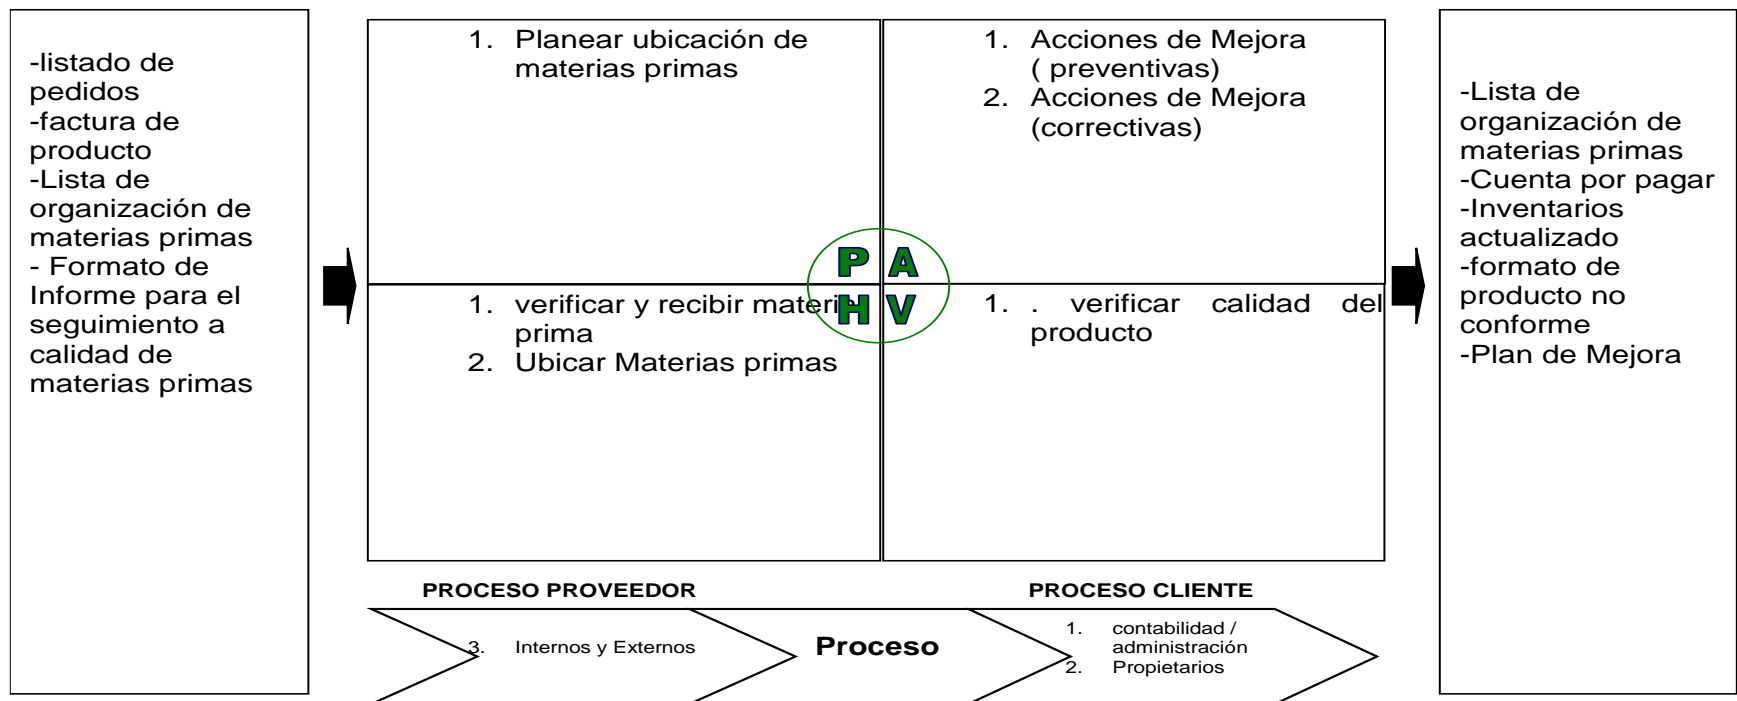 -listado de
pedidos
-factura de
producto
-Lista de
organización de
materias primas
- Formato de
Informe para el
seguimiento a
calidad de
materias primas
1. Planear ubicación de
materias primas
1. Acciones de Mejora
( preventivas)
2. Acciones de Mejora
(correctivas)
P A
H V
1. verificar y recibir materia
prima
2. Ubicar Materias primas
1. . verificar calidad del
producto
-Lista de
organización de
materias primas
-Cuenta por pagar
-Inventarios
actualizado
-formato de
producto no
conforme
-Plan de Mejora
PROCESO PROVEEDOR
PROCESO CLIENTE
3. Internos y Externos
Proceso
1. contabilidad /
administración
2. Propietarios